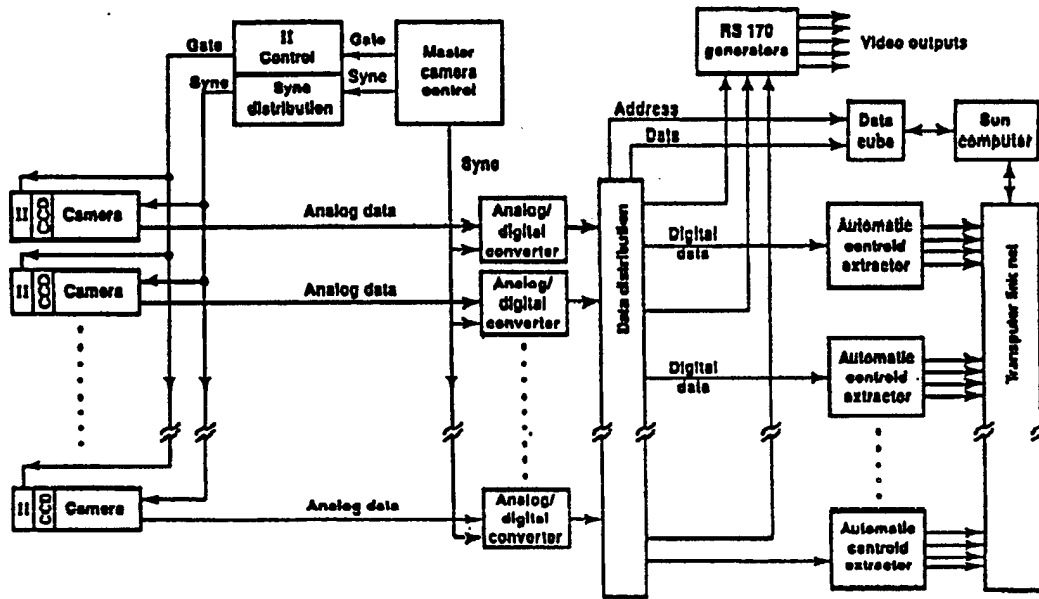 Gate
II
Control
Gate
Master
camera
control
Sync
Sync
distribution
Sync
RS 170
generators
Video outputs
Address
Data
Data
cube
Sun
computer
Sync
II
CCD
Camera
Analog data
Analog/
digital
converter
Data distribution
Digital
data
Automatic
centroid
extractor
Transputer link net
II
CCD
Camera
Analog data
Analog/
digital
converter
Digital
data
Automatic
centroid
extractor
II
CCD
Camera
Analog data
Analog/
digital
converter
Automatic
centroid
extractor